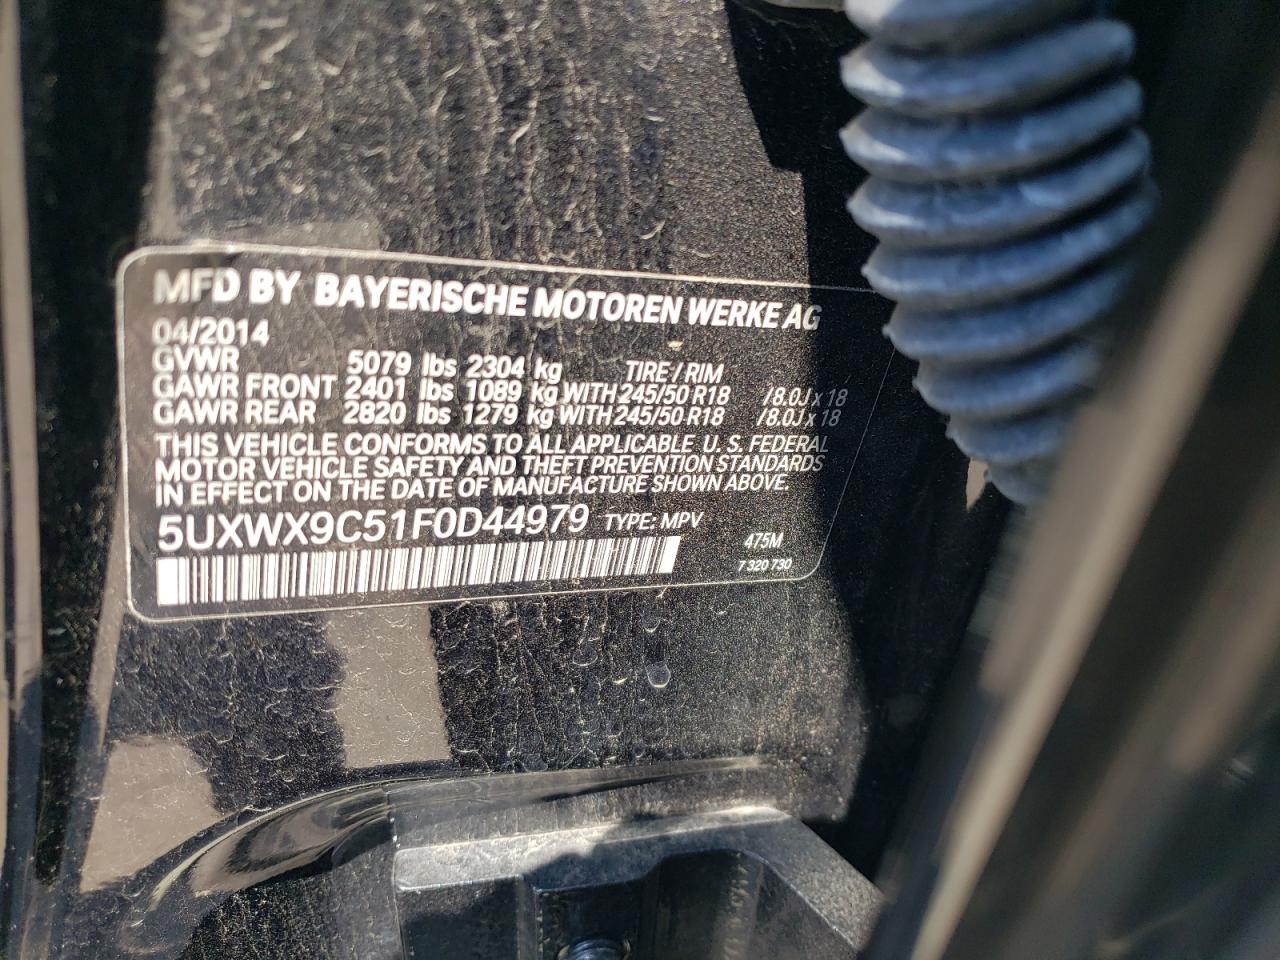 MFD BY BAYERISCHE MOTOREN WERKE AG
04/2014
GVWR 5079 lbs 2304 kg TIRE / RIM
GAWR FRONT 2401 lbs 1089 kg WITH 245/50 R18 /8.0J x 18
GAWR REAR 2820 lbs 1279 kg WITH 245/50 R18 /8.0J x 18
THIS VEHICLE CONFORMS TO ALL APPLICABLE U. S. FEDERAL
MOTOR VEHICLE SAFETY AND THEFT PREVENTION STANDARDS
IN EFFECT ON THE DATE OF MANUFACTURE SHOWN ABOVE.
5UXWX9C51F0D44979 TYPE: MPV
475M
7 320 730